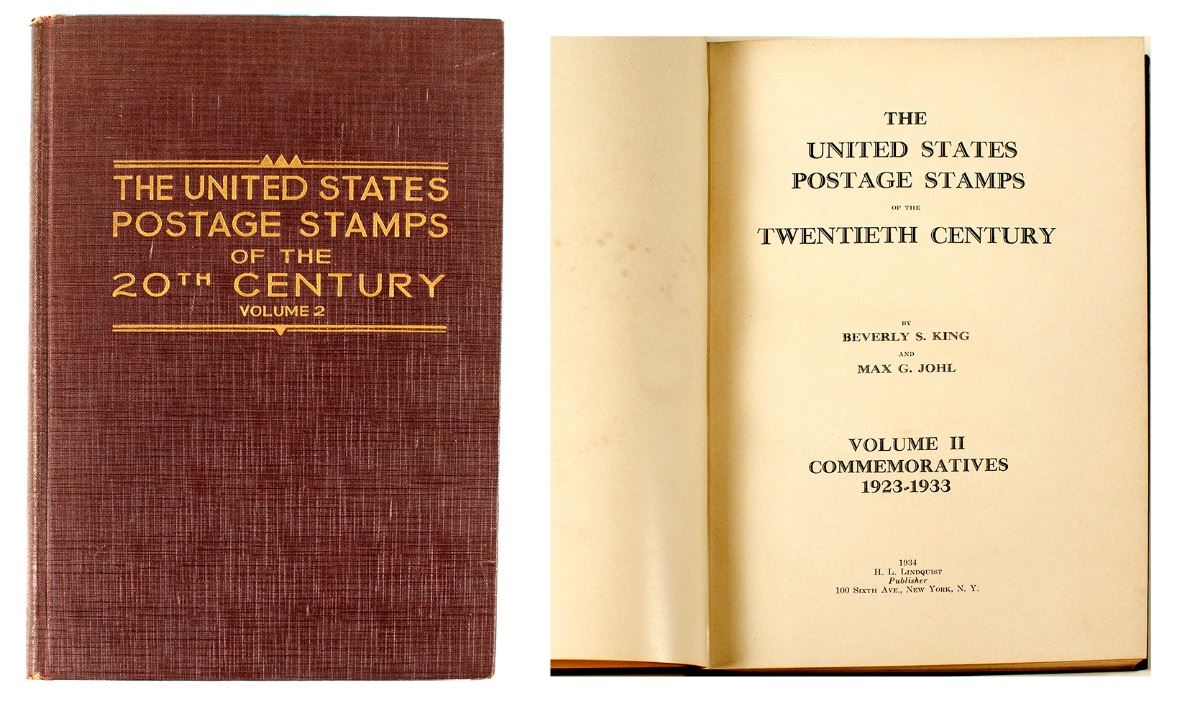 THE UNITED STATES
POSTAGE STAMPS
OF THE
20TH CENTURY
VOLUME 2
THE
UNITED STATES
POSTAGE STAMPS
OF THE
TWENTIETH CENTURY
BY
BEVERLY S. KING
AND
MAX G. JOHL
VOLUME II
COMMEMORATIVES
1923-1933
1934
H. L. LINDQUIST
Publisher
100 SIXTH AVE., NEW YORK, N. Y.